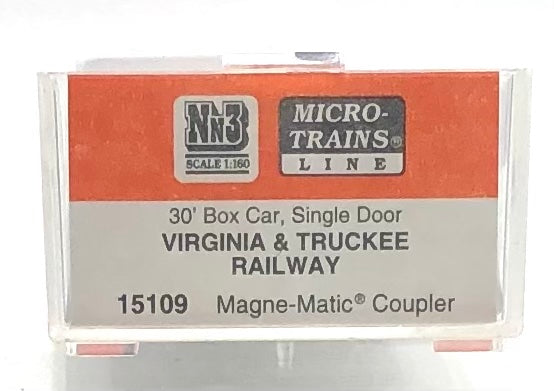 NN3
SCALE 1:160
MICRO-
TRAINS®
LINE
30' Box Car, Single Door
VIRGINIA & TRUCKEE
RAILWAY
15109 Magne-Matic® Coupler